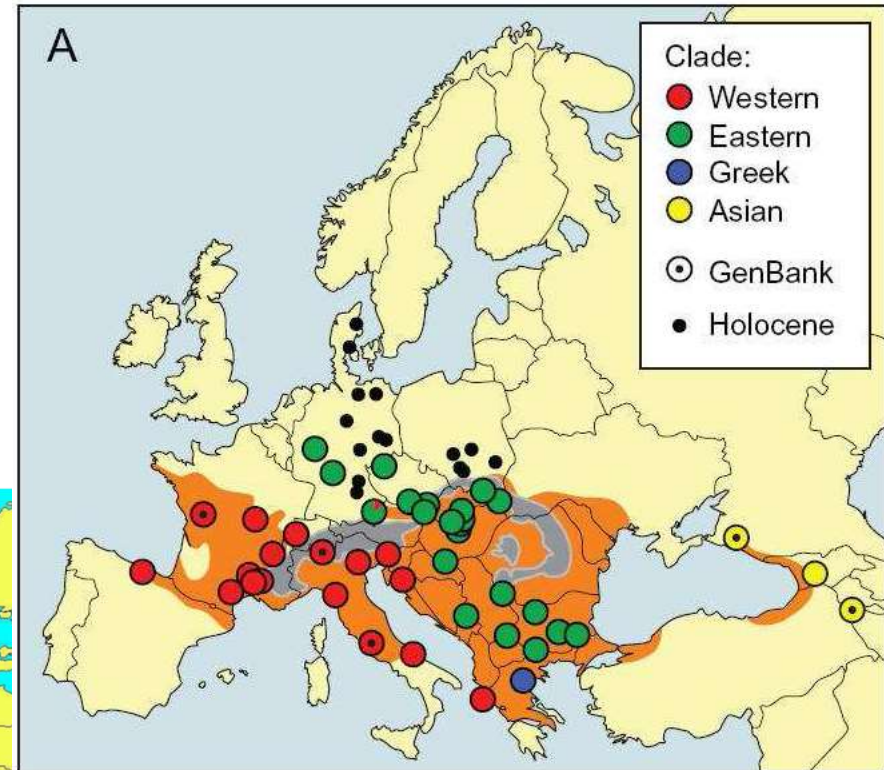 A
Clade:
Western
Eastern
Greek
Asian
GenBank
Holocene